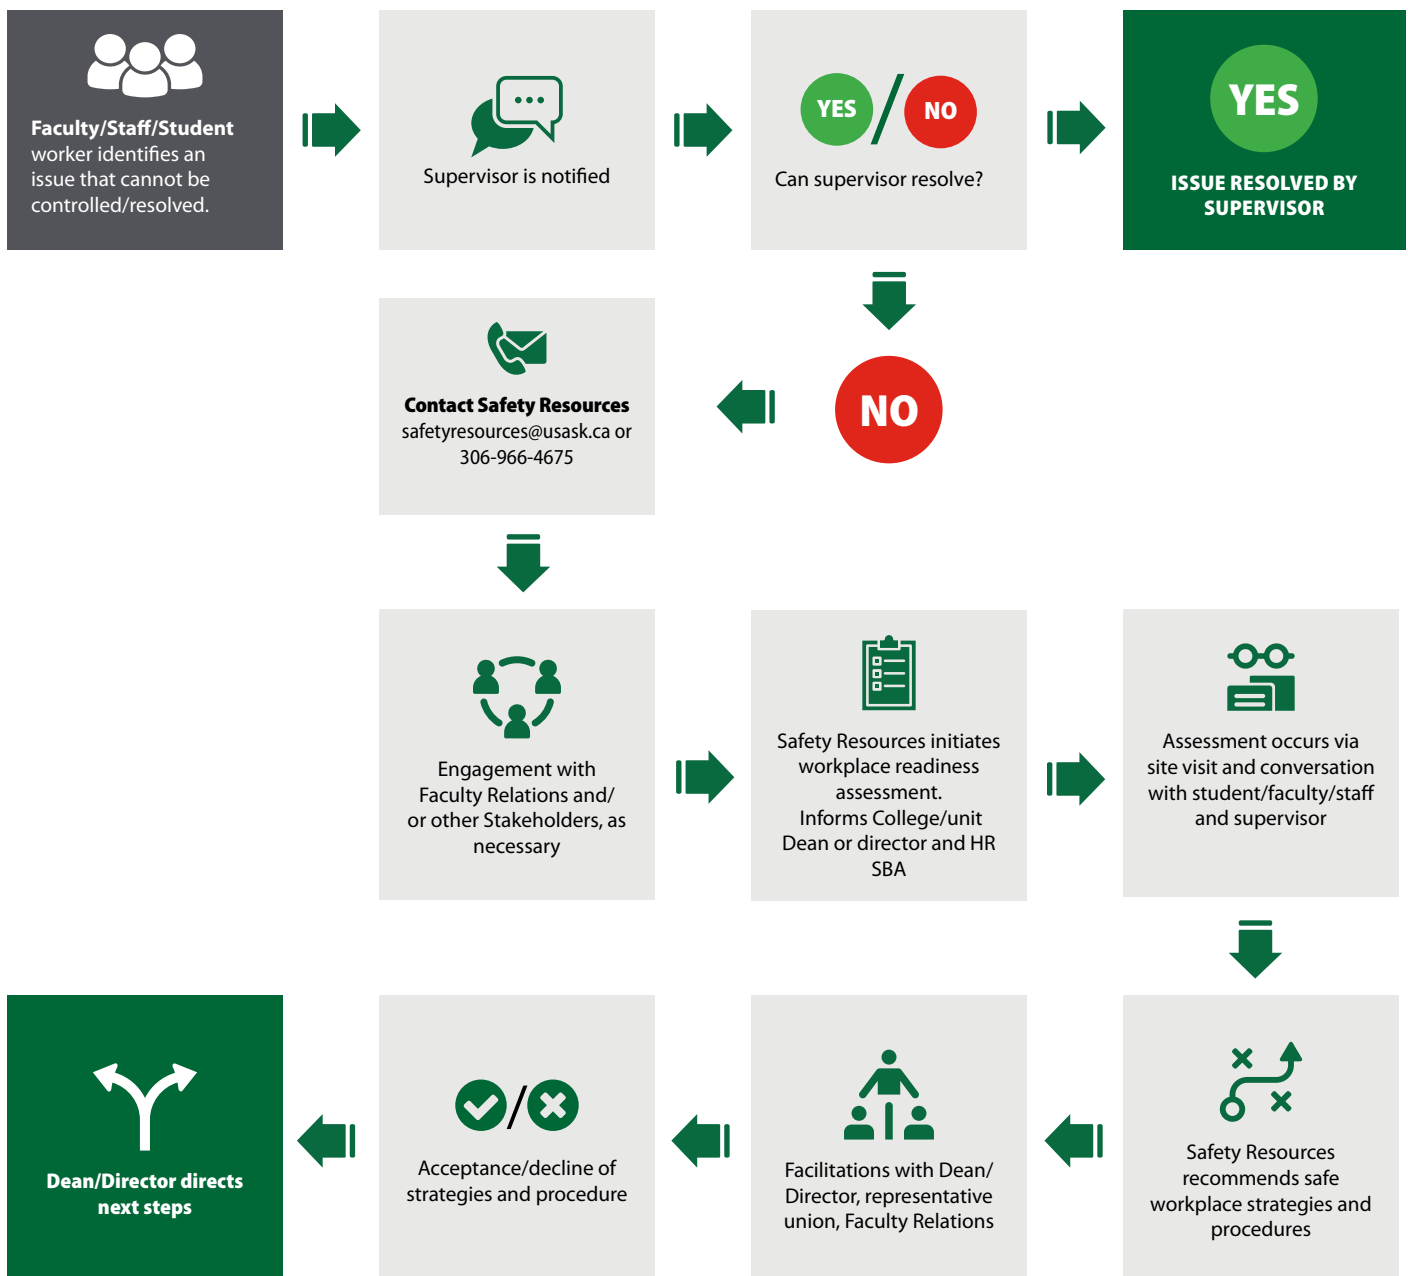 Faculty/Staff/Student
worker identifies an
issue that cannot be
controlled/resolved.
Supervisor is notified
YES
NO
Can supervisor resolve?
YES
ISSUE RESOLVED BY
SUPERVISOR
NO
Contact Safety Resources
safetyresources@usask.ca or
306-966-4675
Engagement with
Faculty Relations and/
or other Stakeholders, as
necessary
Safety Resources initiates
workplace readiness
assessment.
Informs College/unit
Dean or director and HR
SBA
Assessment occurs via
site visit and conversation
with student/faculty/staff
and supervisor
Safety Resources
recommends safe
workplace strategies and
procedures
Facilitations with Dean/
Director, representative
union, Faculty Relations
Acceptance/decline of
strategies and procedure
Dean/Director directs
next steps